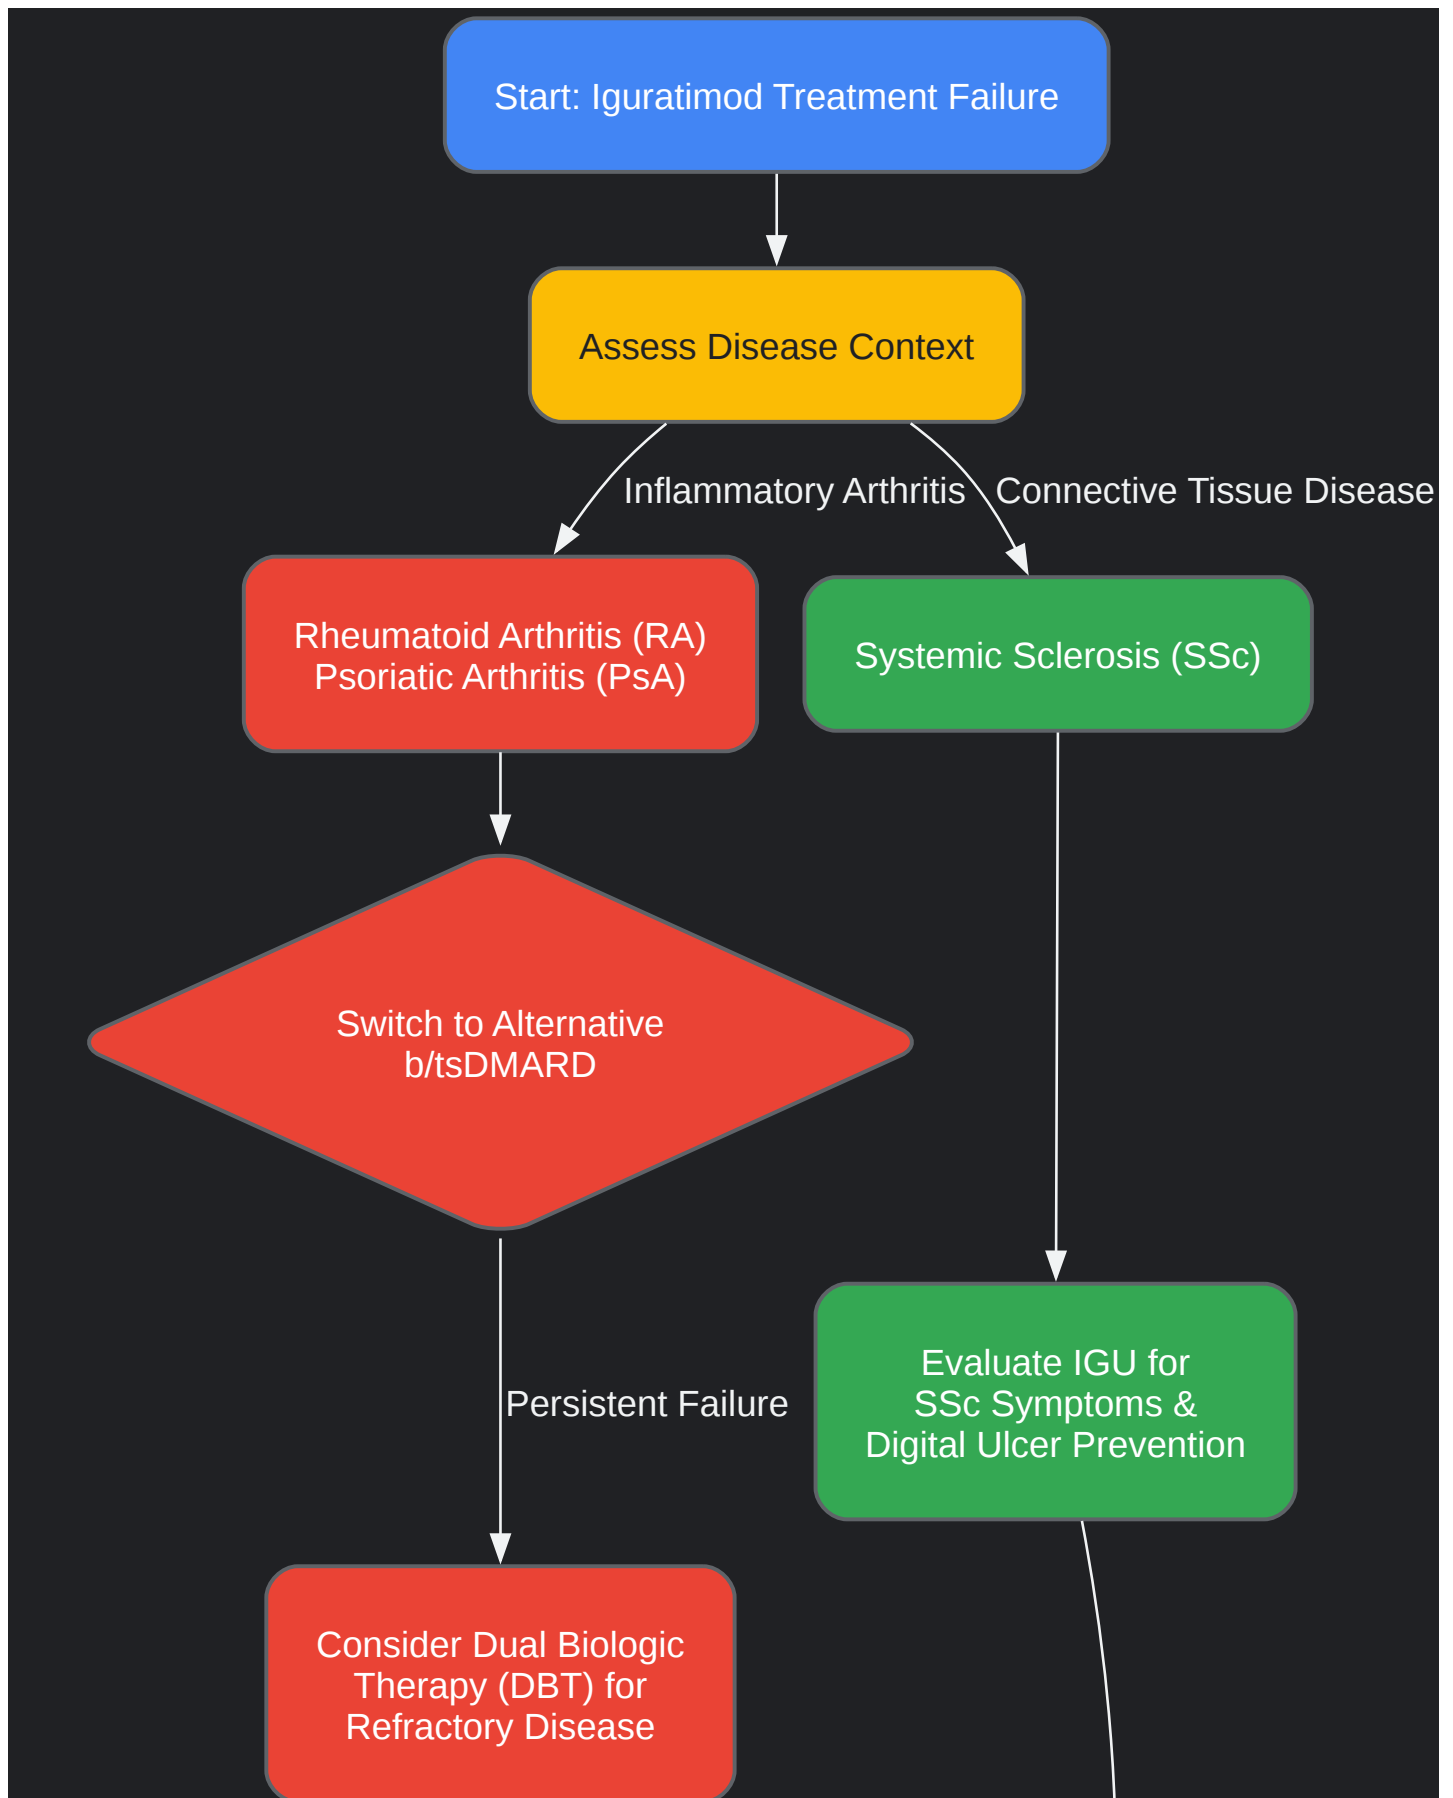 Start: Iguratimod Treatment Failure
Assess Disease Context
Inflammatory Arthritis
Connective Tissue Disease
Rheumatoid Arthritis (RA)
Psoriatic Arthritis (PsA)
Systemic Sclerosis (SSc)
Switch to Alternative
b/tsDMARD
Evaluate IGU for
SSc Symptoms &
Digital Ulcer Prevention
Persistent Failure
Consider Dual Biologic
Therapy (DBT) for
Refractory Disease